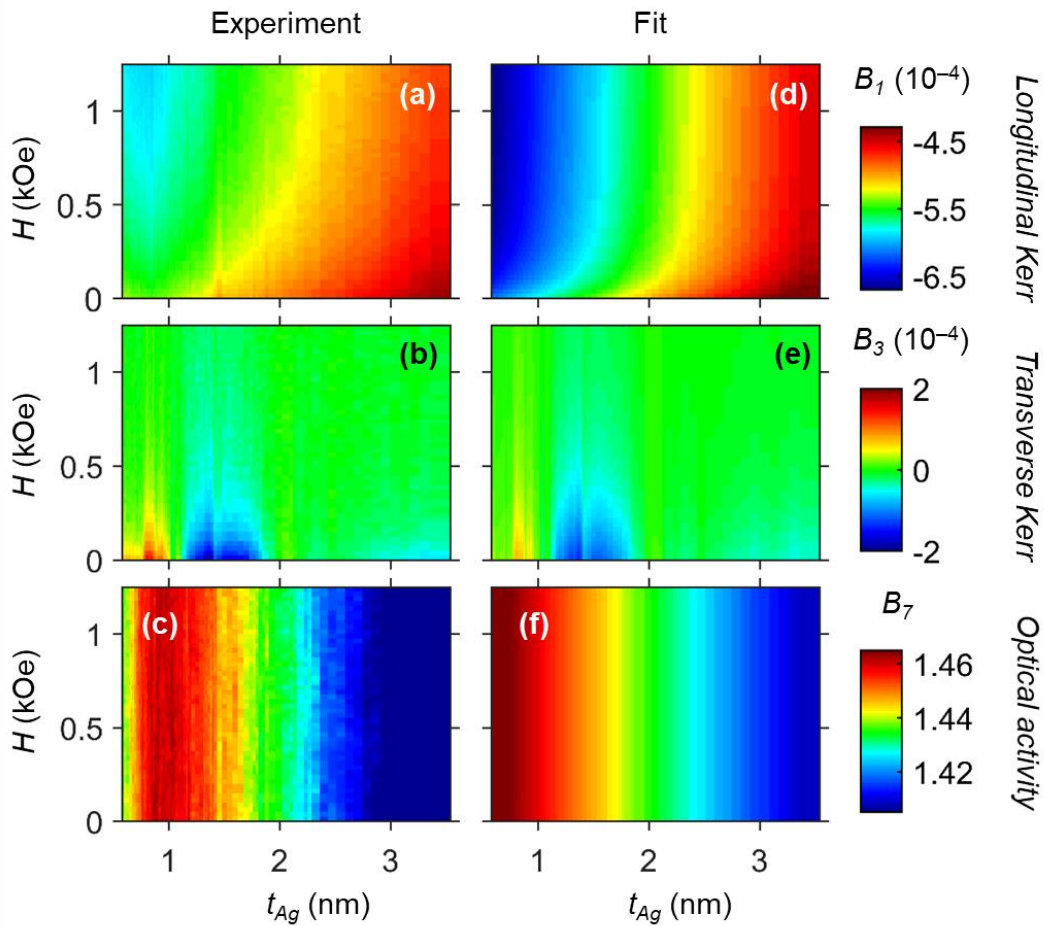 Experiment Fit
(a) (d) B₁ (10⁻⁴)
1
H (kOe)
0.5
0
-4.5
-5.5
-6.5
Longitudinal Kerr
(b) (e) B₃ (10⁻⁴)
1
H (kOe)
0.5
0
2
0
-2
Transverse Kerr
(c) (f) B₇
1
H (kOe)
0.5
0
1.46
1.44
1.42
Optical activity
1 2 3 1 2 3
t_Ag (nm) t_Ag (nm)